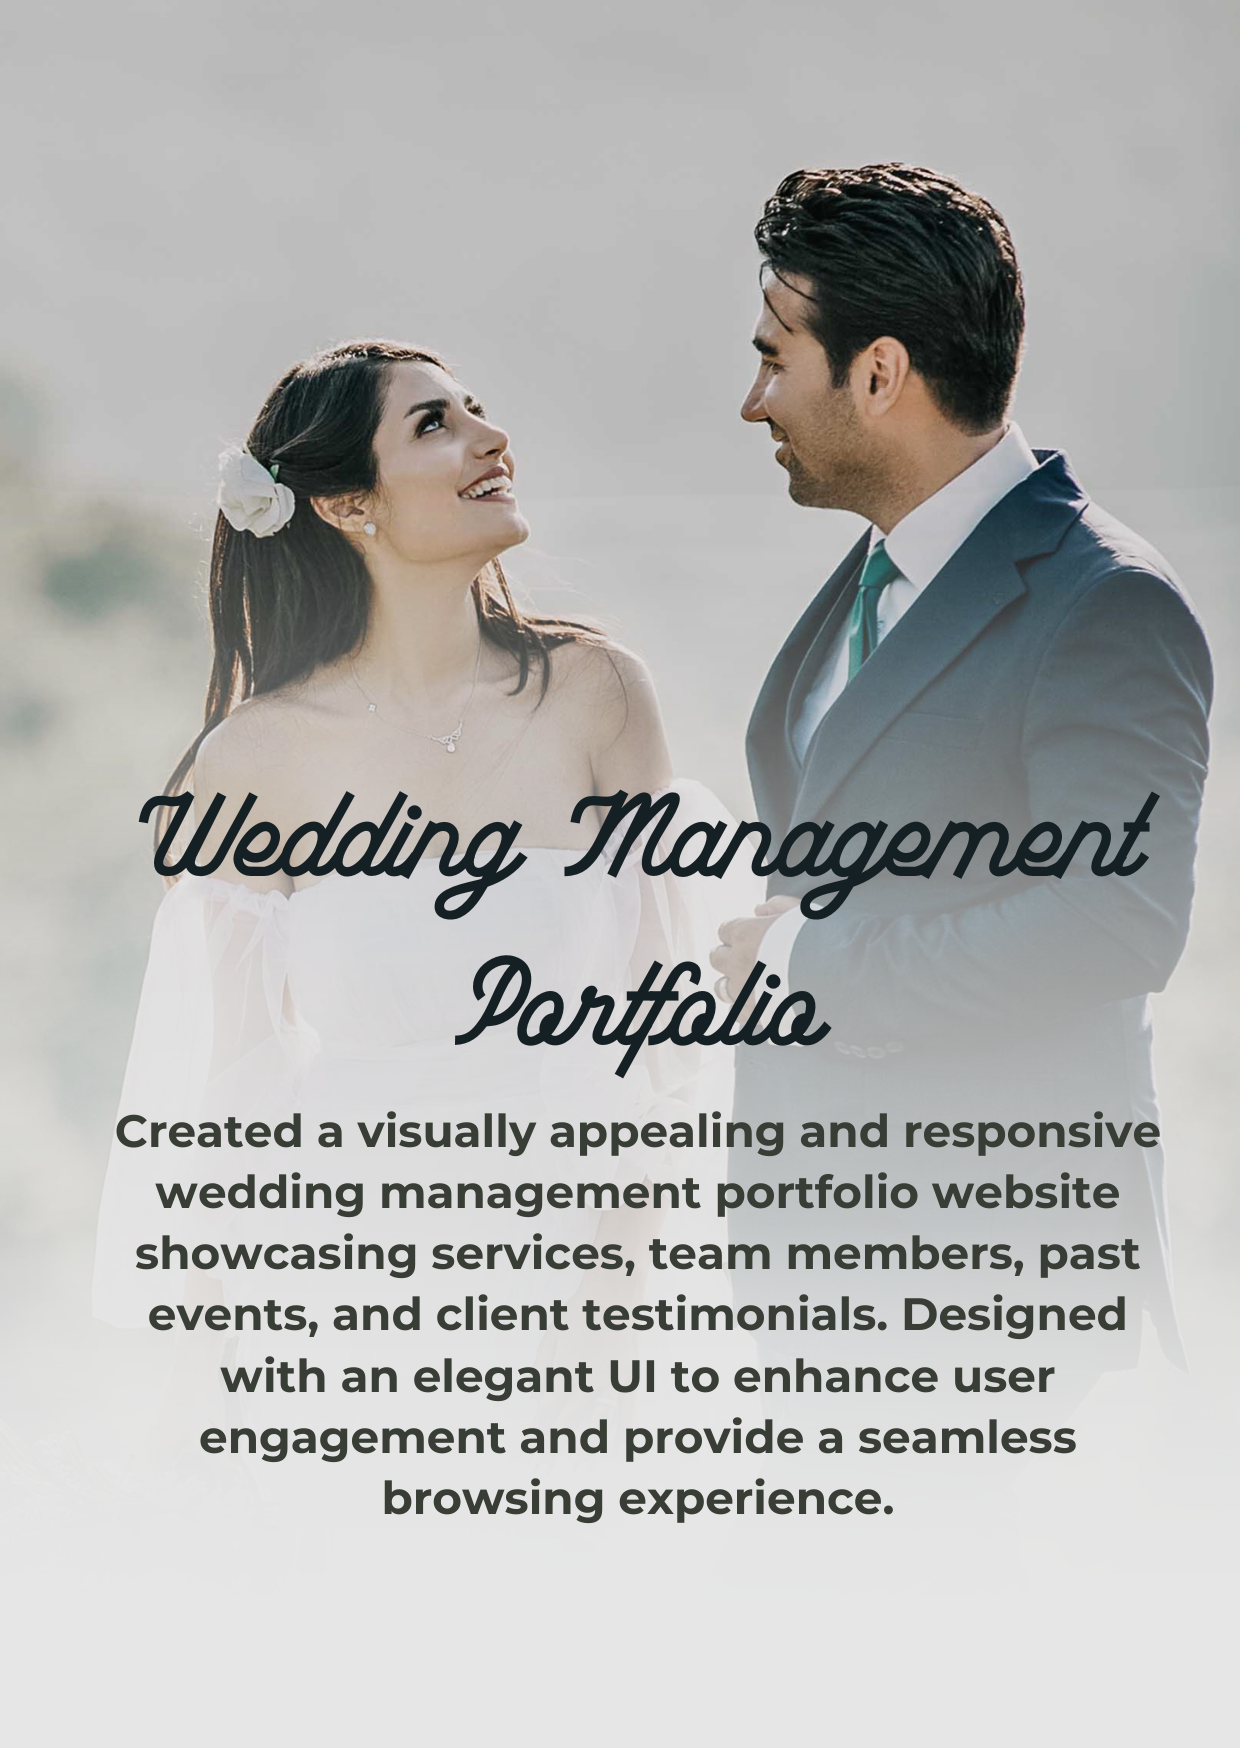 Wedding Management
Portfolio
Created a visually appealing and responsive
wedding management portfolio website
showcasing services, team members, past
events, and client testimonials. Designed
with an elegant UI to enhance user
engagement and provide a seamless
browsing experience.